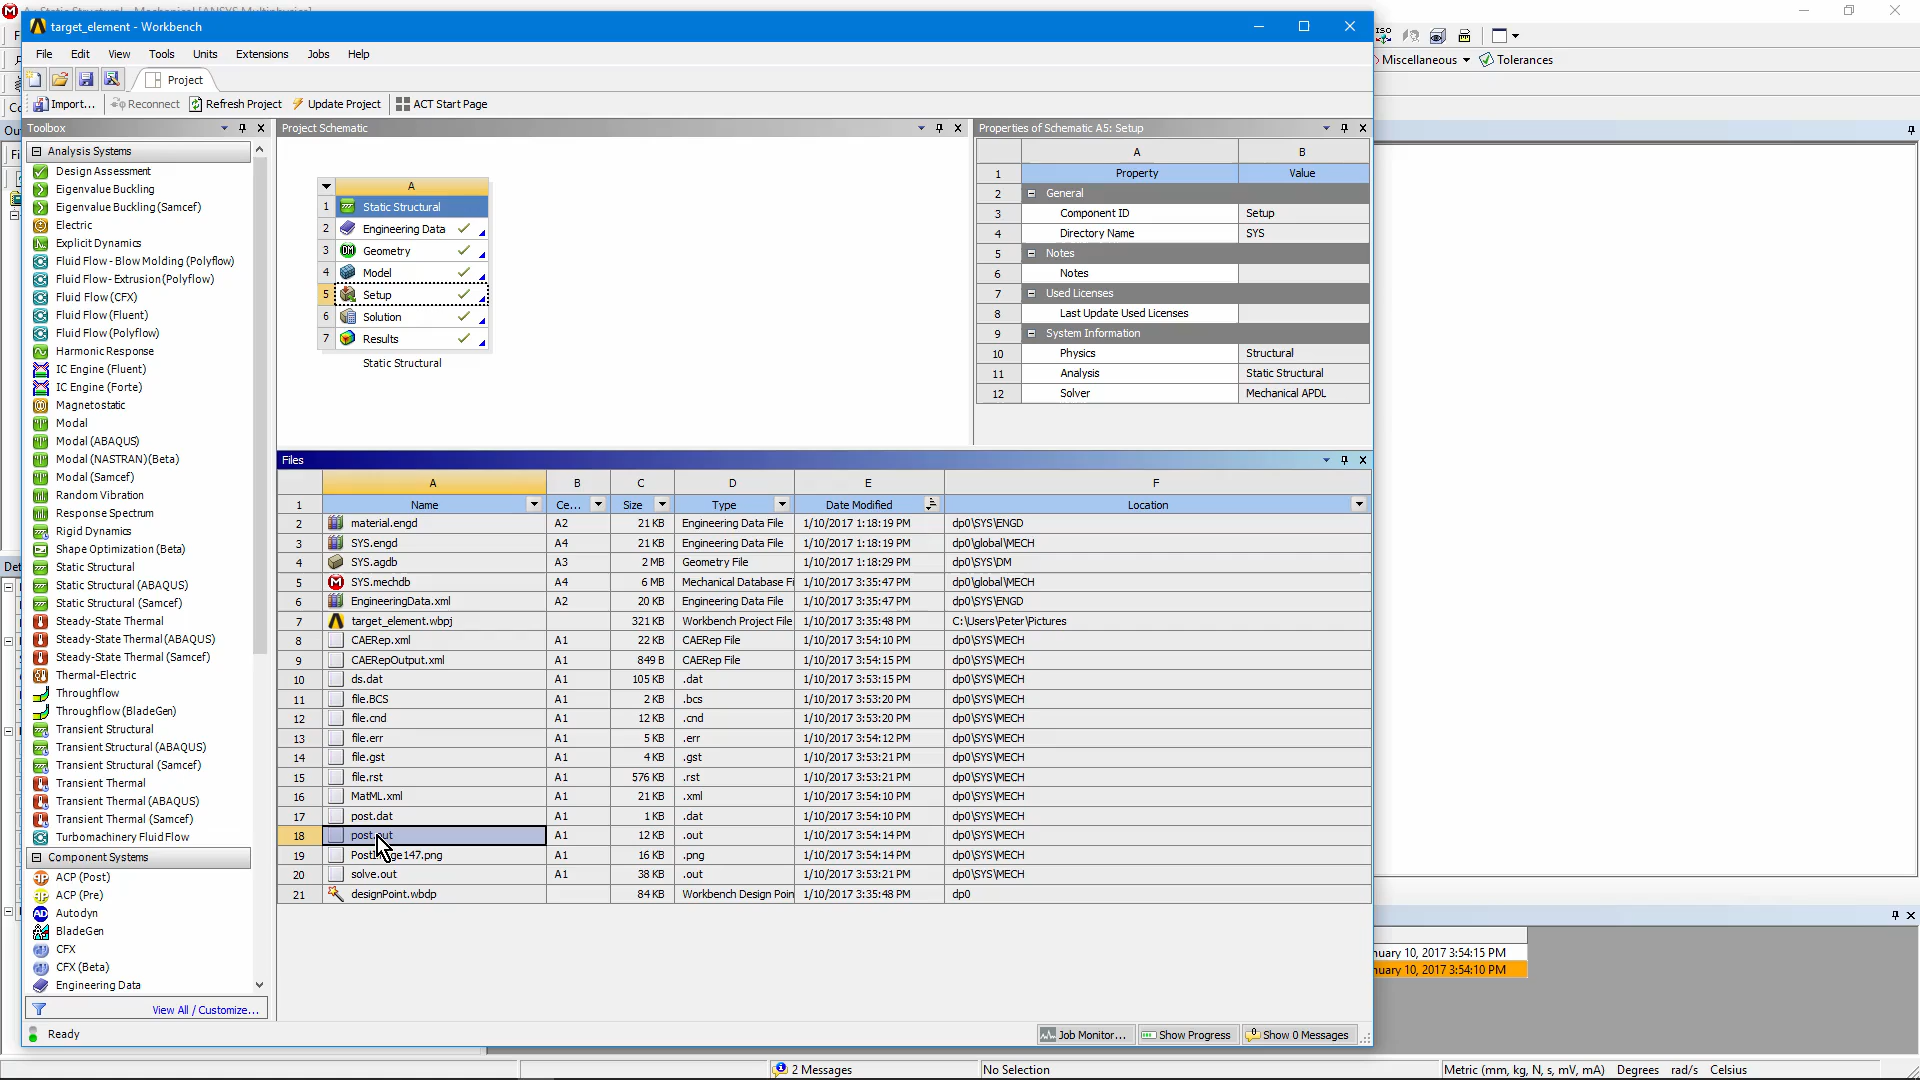 target_element - Workbench
File Edit View Tools Units Extensions Jobs Help
Project
Import... Reconnect Refresh Project Update Project ACT Start Page
Miscellaneous Tolerances
Toolbox
Analysis Systems
Design Assessment
Eigenvalue Buckling
Eigenvalue Buckling (Samcef)
Electric
Explicit Dynamics
Fluid Flow - Blow Molding (Polyflow)
Fluid Flow - Extrusion (Polyflow)
Fluid Flow (CFX)
Fluid Flow (Fluent)
Fluid Flow (Polyflow)
Harmonic Response
IC Engine (Fluent)
IC Engine (Forte)
Magnetostatic
Modal
Modal (ABAQUS)
Modal (NASTRAN) (Beta)
Modal (Samcef)
Random Vibration
Response Spectrum
Rigid Dynamics
Shape Optimization (Beta)
Static Structural
Static Structural (ABAQUS)
Static Structural (Samcef)
Steady-State Thermal
Steady-State Thermal (ABAQUS)
Steady-State Thermal (Samcef)
Thermal-Electric
Throughflow
Throughflow (BladeGen)
Transient Structural
Transient Structural (ABAQUS)
Transient Structural (Samcef)
Transient Thermal
Transient Thermal (ABAQUS)
Transient Thermal (Samcef)
Turbomachinery Fluid Flow
Component Systems
ACP (Post)
ACP (Pre)
Autodyn
BladeGen
CFX
CFX (Beta)
Engineering Data
View All / Customize...
Project Schematic
A
1 Static Structural
2 Engineering Data
3 Geometry
4 Model
5 Setup
6 Solution
7 Results
Static Structural
Properties of Schematic A5: Setup
A B
1 Property Value
2 General
3 Component ID Setup
4 Directory Name SYS
5 Notes
6 Notes
7 Used Licenses
8 Last Update Used Licenses
9 System Information
10 Physics Structural
11 Analysis Static Structural
12 Solver Mechanical APDL
Files
A B C D E F
1 Name Ce... Size Type Date Modified Location
2 material.engd A2 21 KB Engineering Data File 1/10/2017 1:18:19 PM dp0\SYS\ENGD
3 SYS.engd A4 21 KB Engineering Data File 1/10/2017 1:18:19 PM dp0\global\MECH
4 SYS.agdb A3 2 MB Geometry File 1/10/2017 1:18:29 PM dp0\SYS\DM
5 SYS.mechdb A4 6 MB Mechanical Database Fi 1/10/2017 3:35:47 PM dp0\global\MECH
6 EngineeringData.xml A2 20 KB Engineering Data File 1/10/2017 3:35:47 PM dp0\SYS\ENGD
7 target_element.wbpj 321 KB Workbench Project File 1/10/2017 3:35:48 PM C:\Users\Peter\Pictures
8 CAERep.xml A1 22 KB CAERep File 1/10/2017 3:54:10 PM dp0\SYS\MECH
9 CAERepOutput.xml A1 849 B CAERep File 1/10/2017 3:54:15 PM dp0\SYS\MECH
10 ds.dat A1 105 KB .dat 1/10/2017 3:53:15 PM dp0\SYS\MECH
11 file.BCS A1 2 KB .bcs 1/10/2017 3:53:20 PM dp0\SYS\MECH
12 file.cnd A1 12 KB .cnd 1/10/2017 3:53:20 PM dp0\SYS\MECH
13 file.err A1 5 KB .err 1/10/2017 3:54:12 PM dp0\SYS\MECH
14 file.gst A1 4 KB .gst 1/10/2017 3:53:21 PM dp0\SYS\MECH
15 file.rst A1 576 KB .rst 1/10/2017 3:53:21 PM dp0\SYS\MECH
16 MatML.xml A1 21 KB .xml 1/10/2017 3:54:10 PM dp0\SYS\MECH
17 post.dat A1 1 KB .dat 1/10/2017 3:54:10 PM dp0\SYS\MECH
18 post.out A1 12 KB .out 1/10/2017 3:54:14 PM dp0\SYS\MECH
19 PostImage147.png A1 16 KB .png 1/10/2017 3:54:14 PM dp0\SYS\MECH
20 solve.out A1 38 KB .out 1/10/2017 3:54:14 PM dp0\SYS\MECH
21 designPoint.wbdp 84 KB Workbench Design Poin 1/10/2017 3:35:48 PM dp0
nuary 10, 2017 3:54:15 PM
nuary 10, 2017 3:54:10 PM
Ready
Job Monitor... Show Progress Show 0 Messages
2 Messages No Selection Metric (mm, kg, N, s, mV, mA) Degrees rad/s Celsius